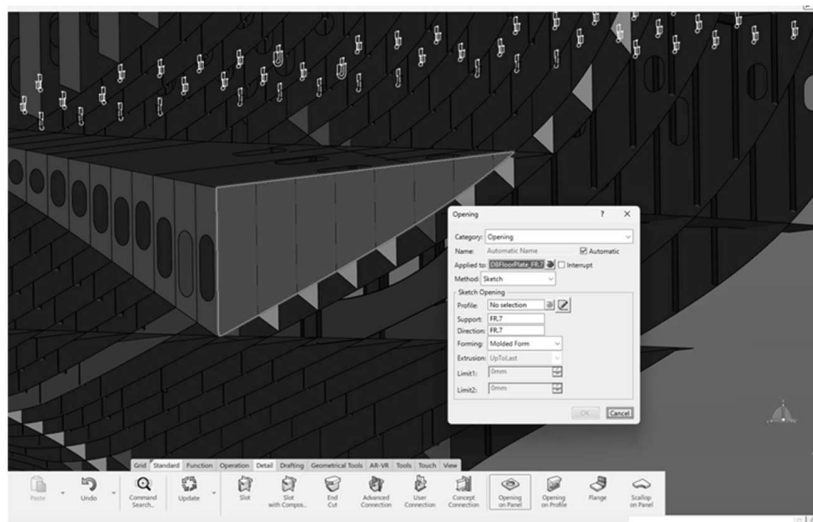 Opening ? ×
Category: Opening
Name: Automatic Name Automatic
Applied to: DBFloorPlate_FR.7 Interrupt
Method: Sketch
Sketch Opening
Profile: No selection
Support: FR.7
Direction: FR.7
Forming: Molded Form
Extrusion: UpToLast
Limit1: 0mm
Limit2: 0mm
OK Cancel
Grid Standard Function Operation Detail Drafting Geometrical Tools AR-VR Tools Touch View
Paste Undo Command Search... Update Slot Slot with Compos... End Cut Advanced Connection User Connection Concept Connection Opening on Panel Opening on Profile Flange Scallop on Panel